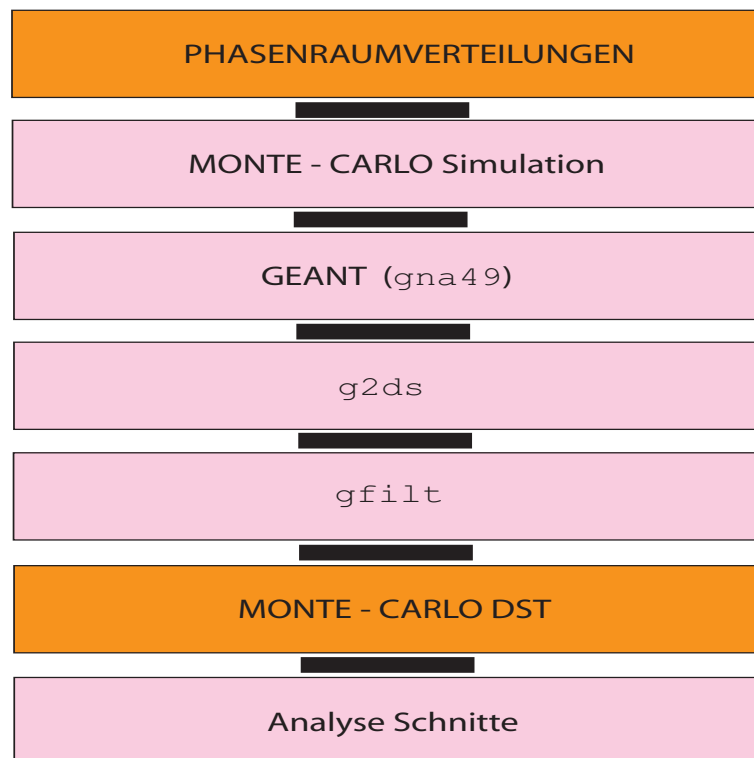 PHASENRAUMVERTEILUNGEN
MONTE - CARLO Simulation
GEANT (gna49)
g2ds
gfilt
MONTE - CARLO DST
Analyse Schnitte